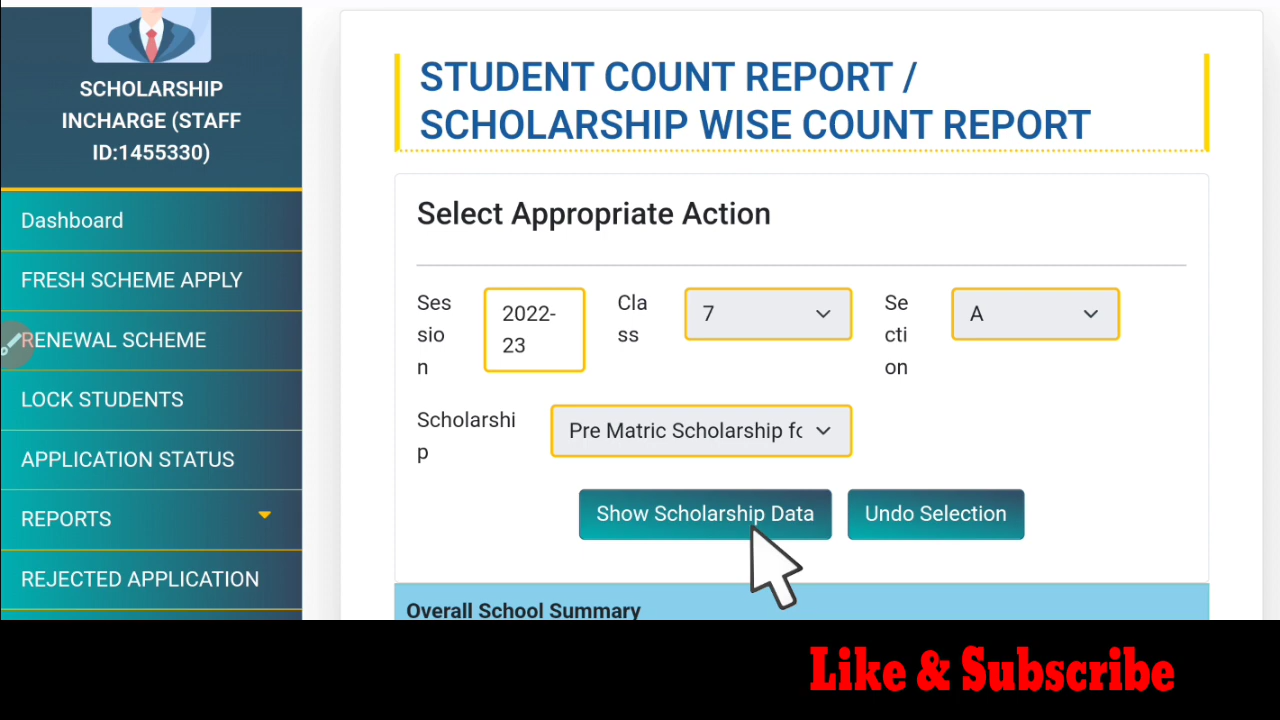 SCHOLARSHIP
INCHARGE (STAFF
ID:1455330)
Dashboard
FRESH SCHEME APPLY
RENEWAL SCHEME
LOCK STUDENTS
APPLICATION STATUS
REPORTS
REJECTED APPLICATION
STUDENT COUNT REPORT /
SCHOLARSHIP WISE COUNT REPORT
Select Appropriate Action
Ses
sio
n
2022-
23
Cla
ss
7
Se
cti
on
A
Scholarshi
p
Pre Matric Scholarship fo
Show Scholarship Data
Undo Selection
Overall School Summary
Like & Subscribe